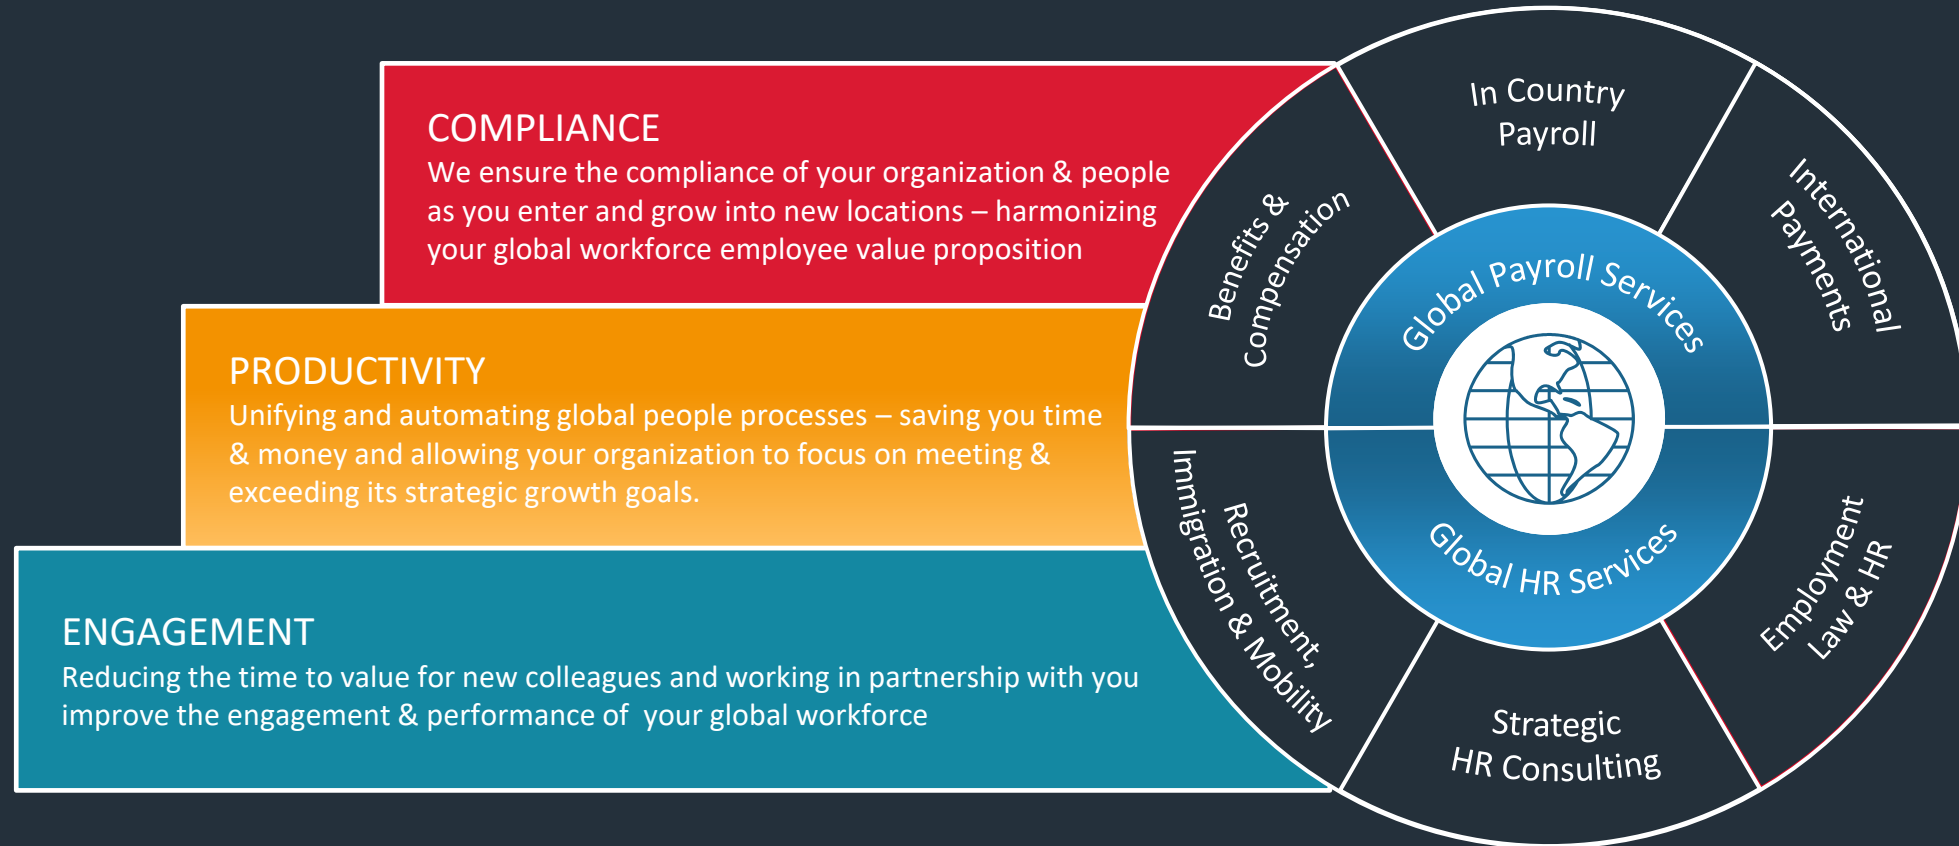 COMPLIANCE
We ensure the compliance of your organization & people
as you enter and grow into new locations – harmonizing
your global workforce employee value proposition
PRODUCTIVITY
Unifying and automating global people processes – saving you time
& money and allowing your organization to focus on meeting &
exceeding its strategic growth goals.
ENGAGEMENT
Reducing the time to value for new colleagues and working in partnership with you
improve the engagement & performance of  your global workforce
Benefits &
Compensation
In Country
Payroll
International
Payments
Global Payroll Services
Global HR Services
Recruitment,
Immigration & Mobility
Strategic
HR Consulting
Employment
Law & HR